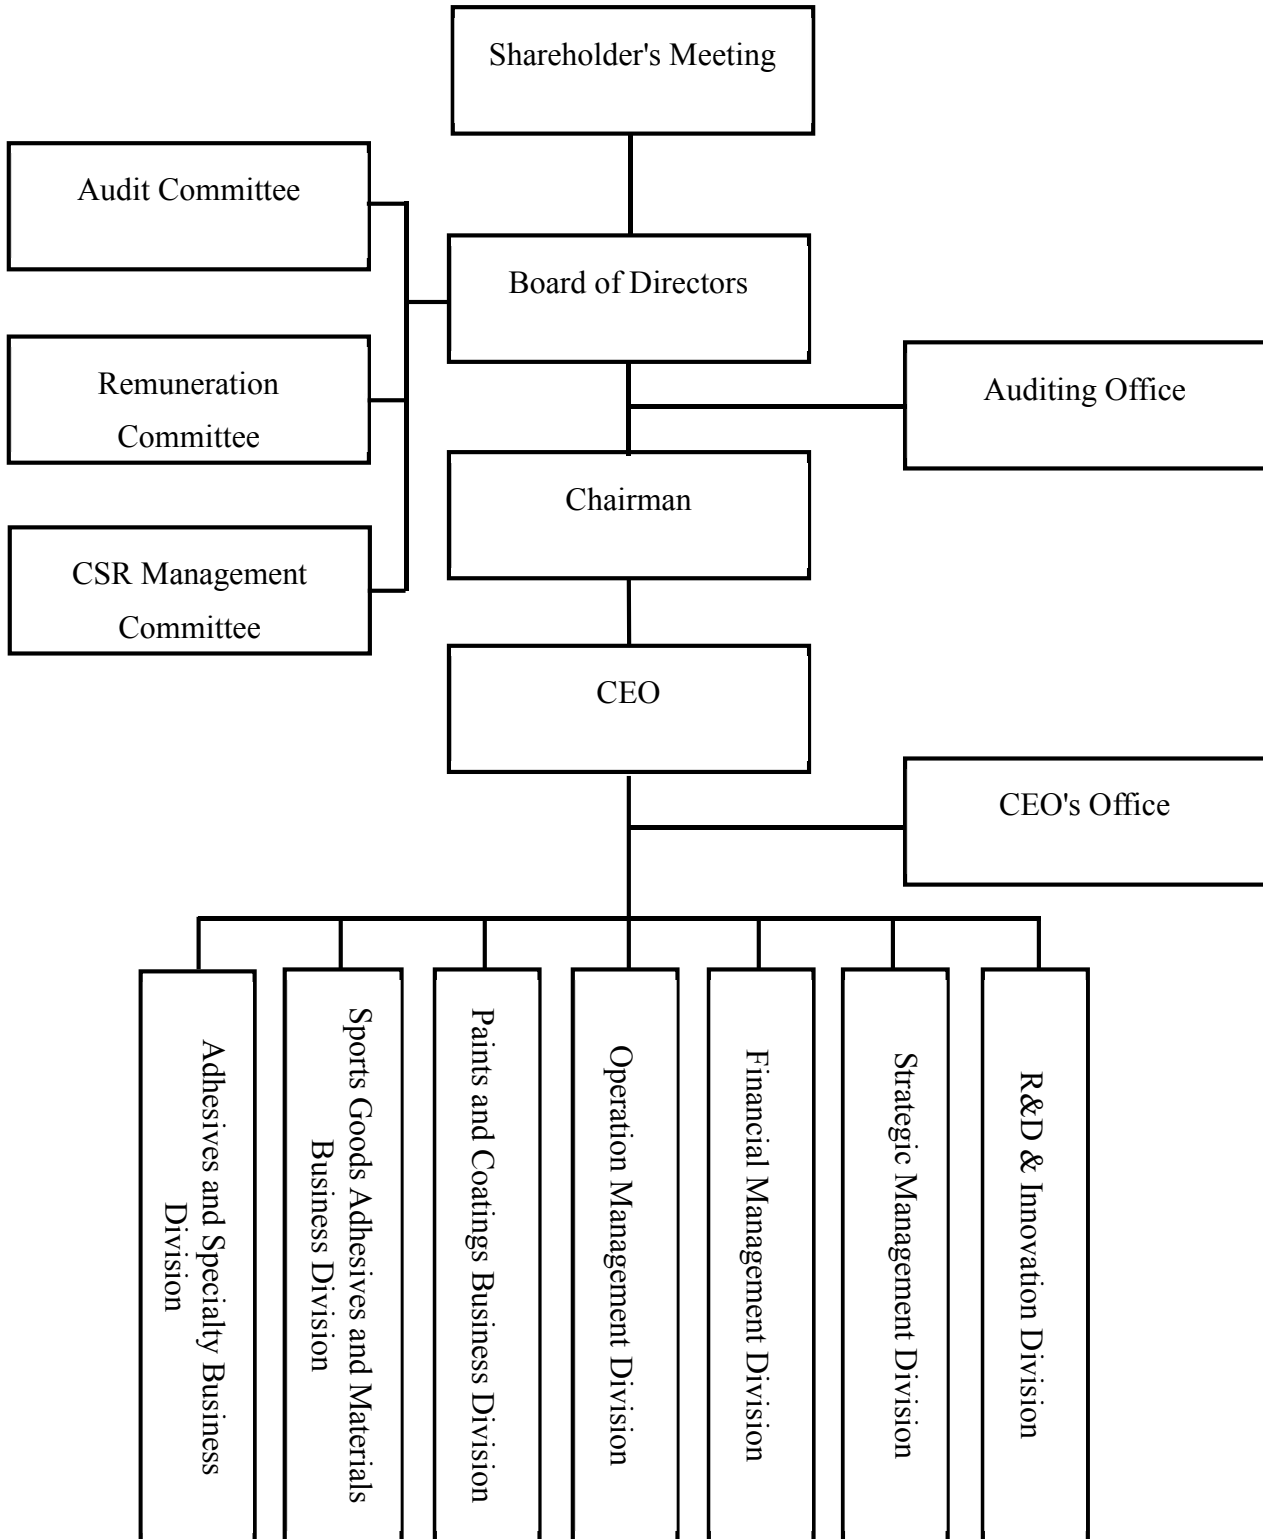 Shareholder's Meeting
Audit Committee
Board of Directors
Remuneration
Committee
Auditing Office
Chairman
CSR Management
Committee
CEO
CEO's Office
Adhesives and Specialty Business
Division
Sports Goods Adhesives and Materials
Business Division
Paints and Coatings Business Division
Operation Management Division
Financial Management Division
Strategic Management Division
R&D & Innovation Division